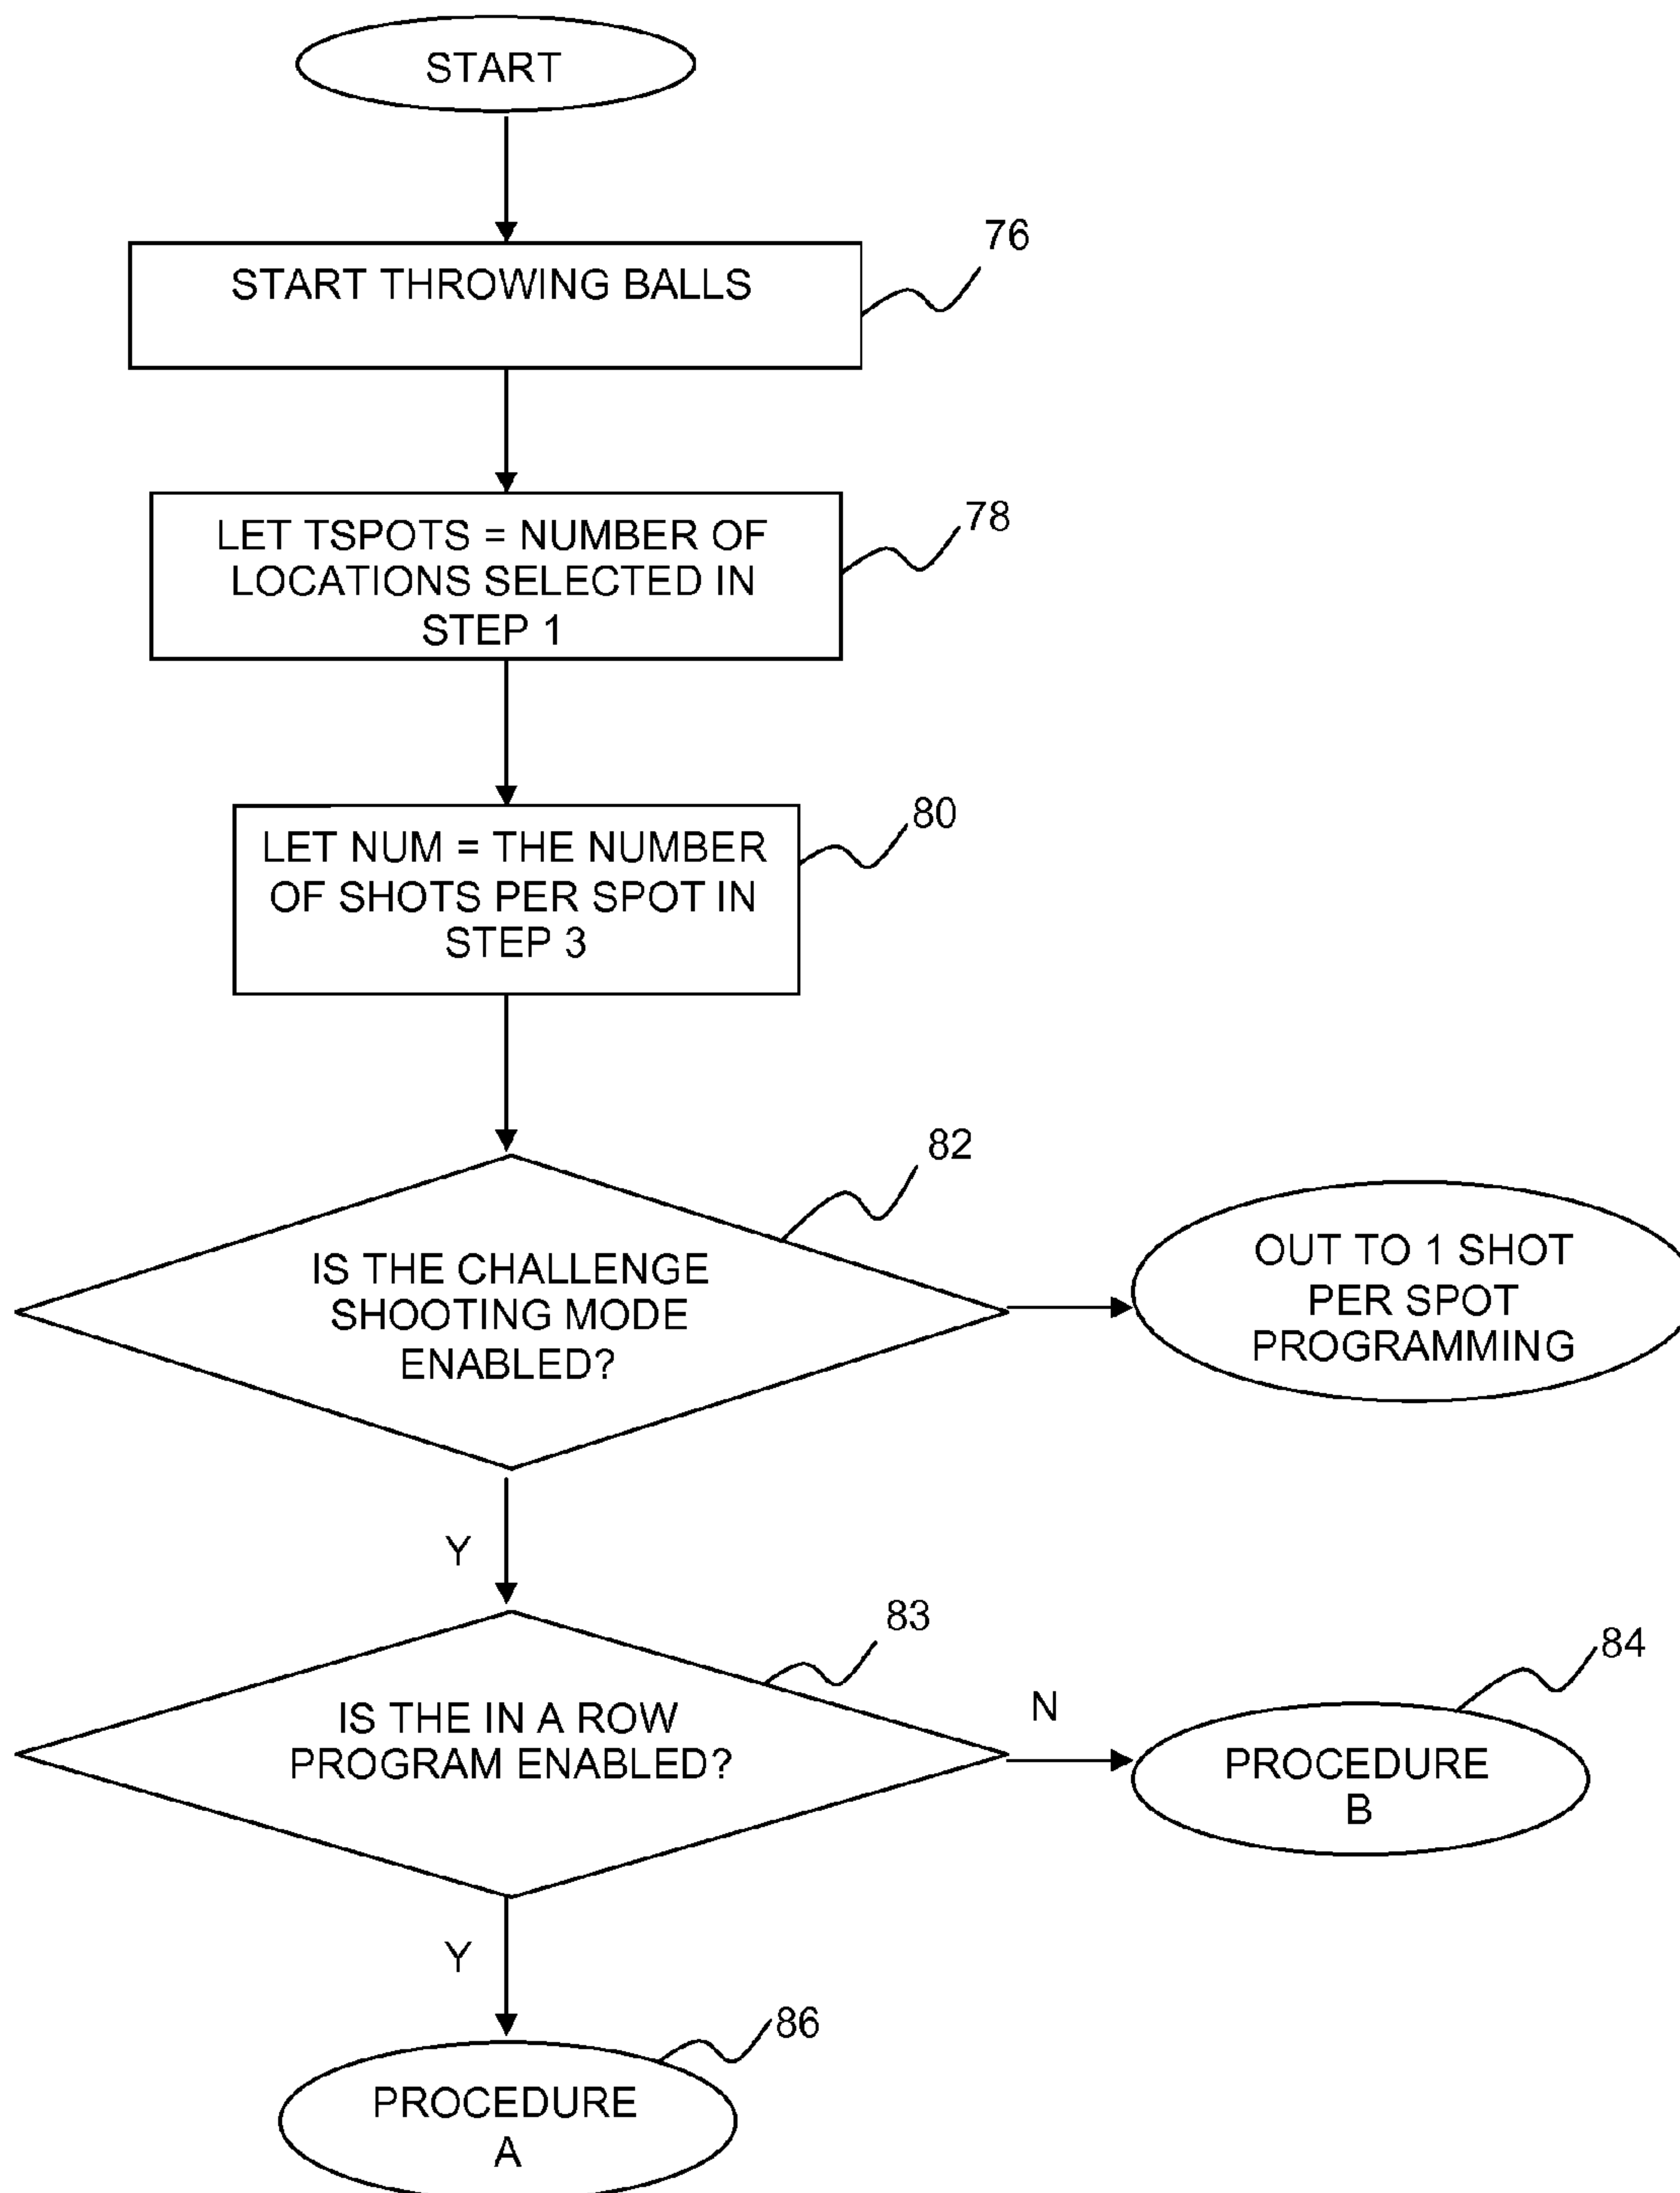 START
START THROWING BALLS
76
LET TSPOTS = NUMBER OF
LOCATIONS SELECTED IN
STEP 1
78
LET NUM = THE NUMBER
OF SHOTS PER SPOT IN
STEP 3
80
IS THE CHALLENGE
SHOOTING MODE
ENABLED?
82
OUT TO 1 SHOT
PER SPOT
PROGRAMMING
Y
IS THE IN A ROW
PROGRAM ENABLED?
83
N
PROCEDURE
B
84
Y
PROCEDURE
A
86